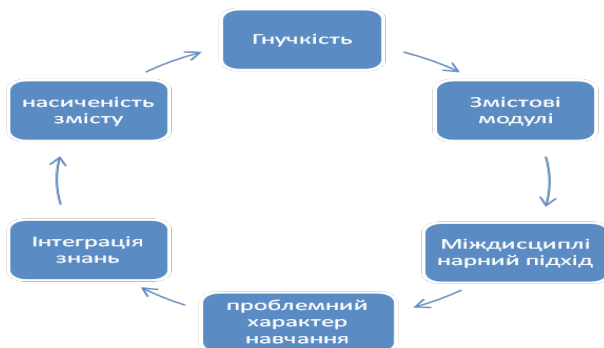 Гнучкість
Змістові
модулі
Міждисциплі
нарний підхід
проблемний
характер
навчання
Інтеграція
знань
насиченість
змісту